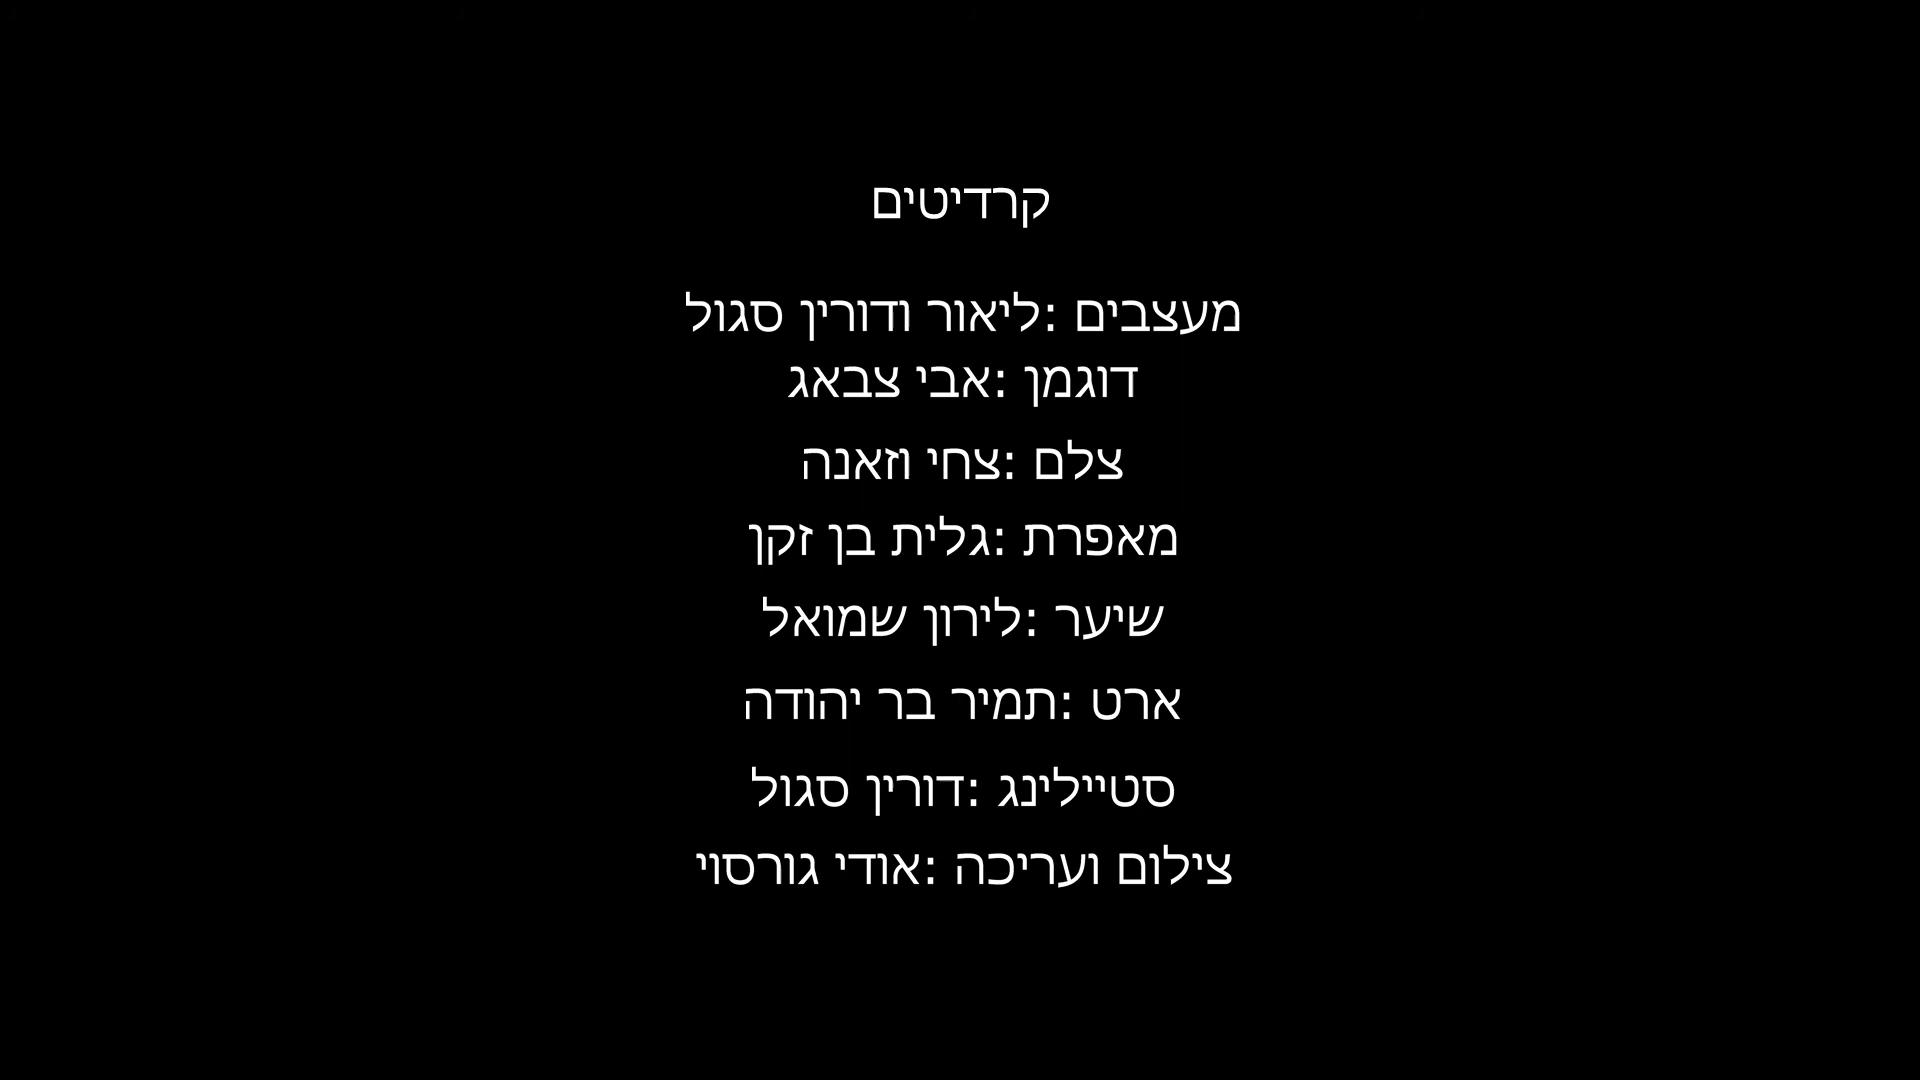 קרדיטים
מעצבים :ליאור ודורין סגול
דוגמן :אבי צבאג
צלם :צחי וזאנה
מאפרת :גלית בן זקן
שיער :לירון שמואל
ארט :תמיר בר יהודה
סטיילינג :דורין סגול
צילום ועריכה :אודי גורסוי